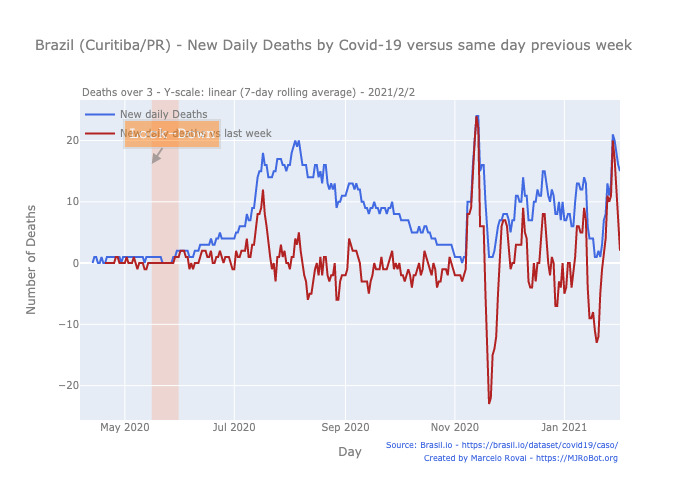 Brazil (Curitiba/PR) - New Daily Deaths by Covid-19 versus same day previous week
Deaths over 3 - Y-scale: linear (7-day rolling average) - 2021/2/2
New daily Deaths
New daily deaths vs last week
Lock-Down
Number of Deaths
20
10
0
−10
−20
May 2020
Jul 2020
Sep 2020
Nov 2020
Jan 2021
Day
Source: Brasil.io - https://brasil.io/dataset/covid19/caso/
Created by Marcelo Rovai - https://MJRoBot.org